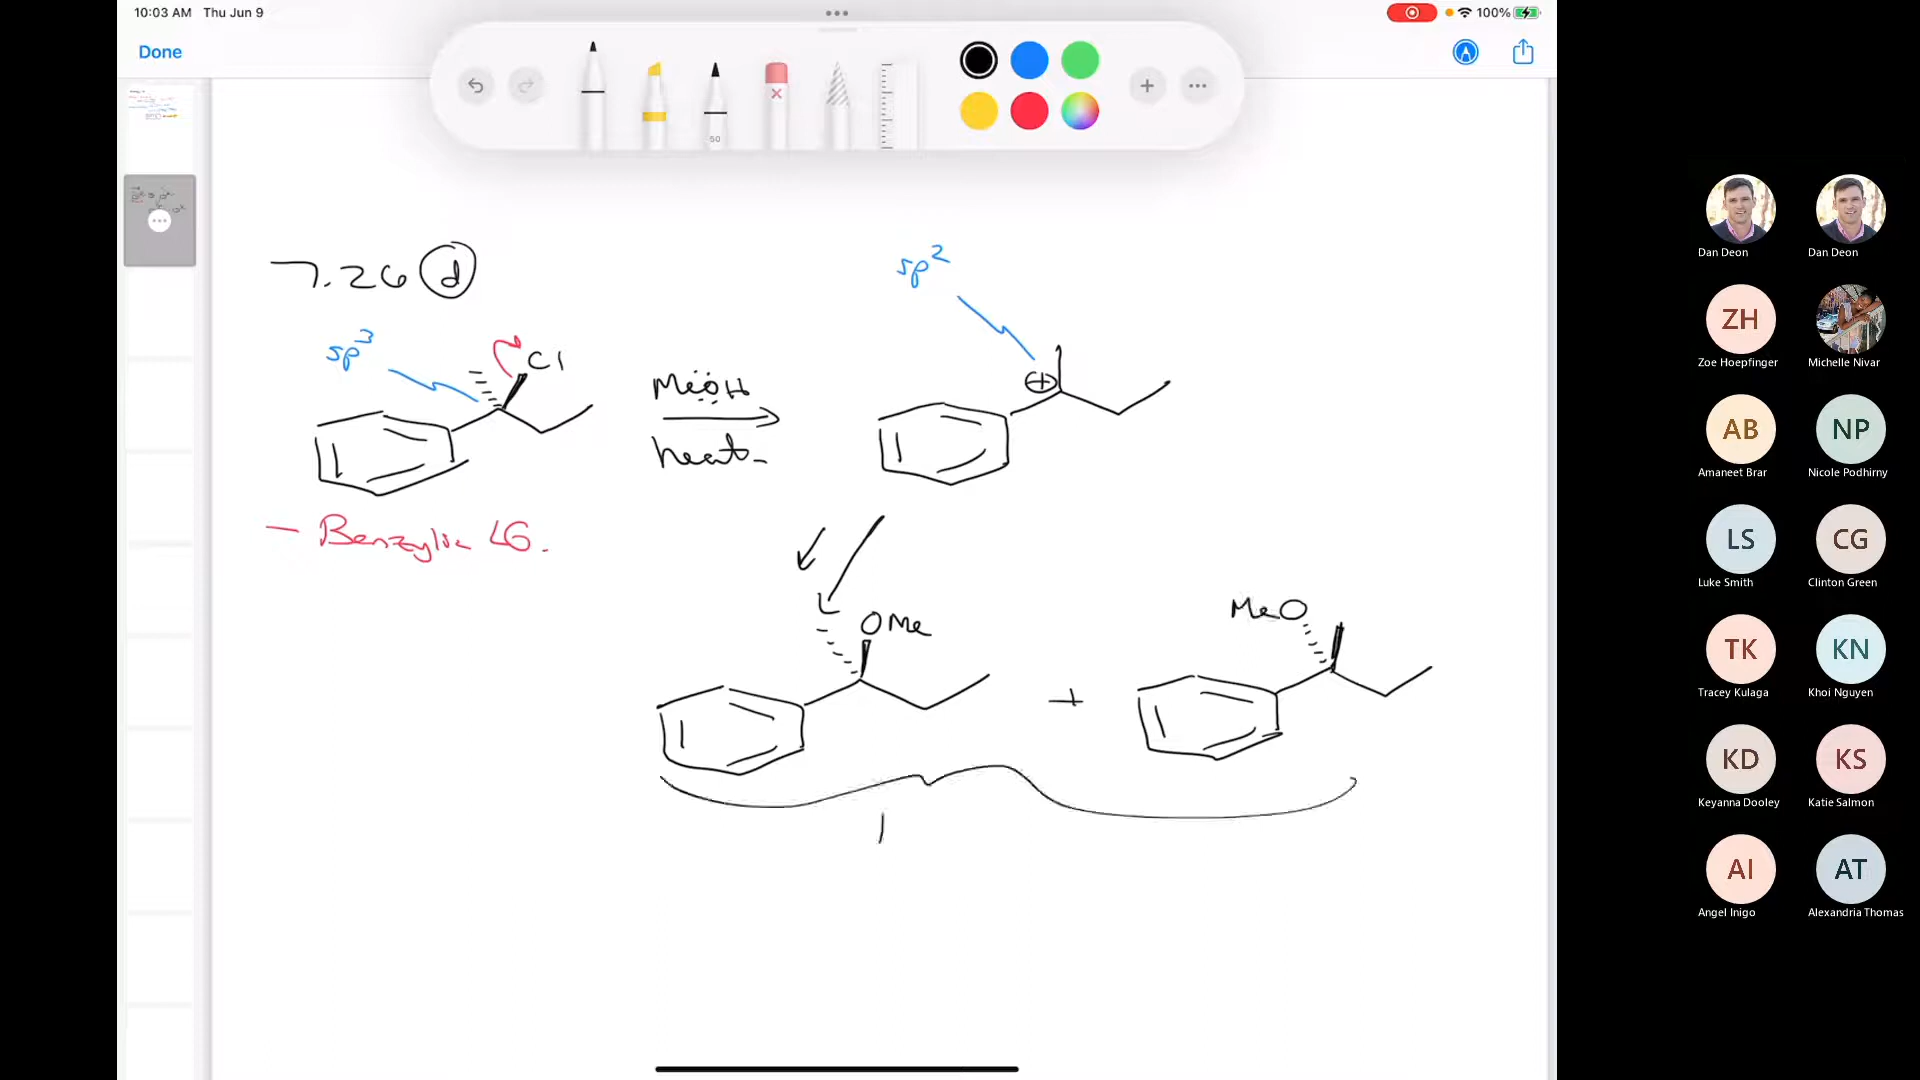 10:03 AM Thu Jun 9
100%
Done
50
7.26 d
sp2
sp3
Cl
MeOH
heat
+
- Benzylic LG.
OMe
+
MeO
Dan Deon
Dan Deon
ZH
Zoe Hoepfinger
Michelle Nivar
AB
Amaneet Brar
NP
Nicole Podhirny
LS
Luke Smith
CG
Clinton Green
TK
Tracey Kulaga
KN
Khoi Nguyen
KD
Keyanna Dooley
KS
Katie Salmon
AI
Angel Inigo
AT
Alexandria Thomas